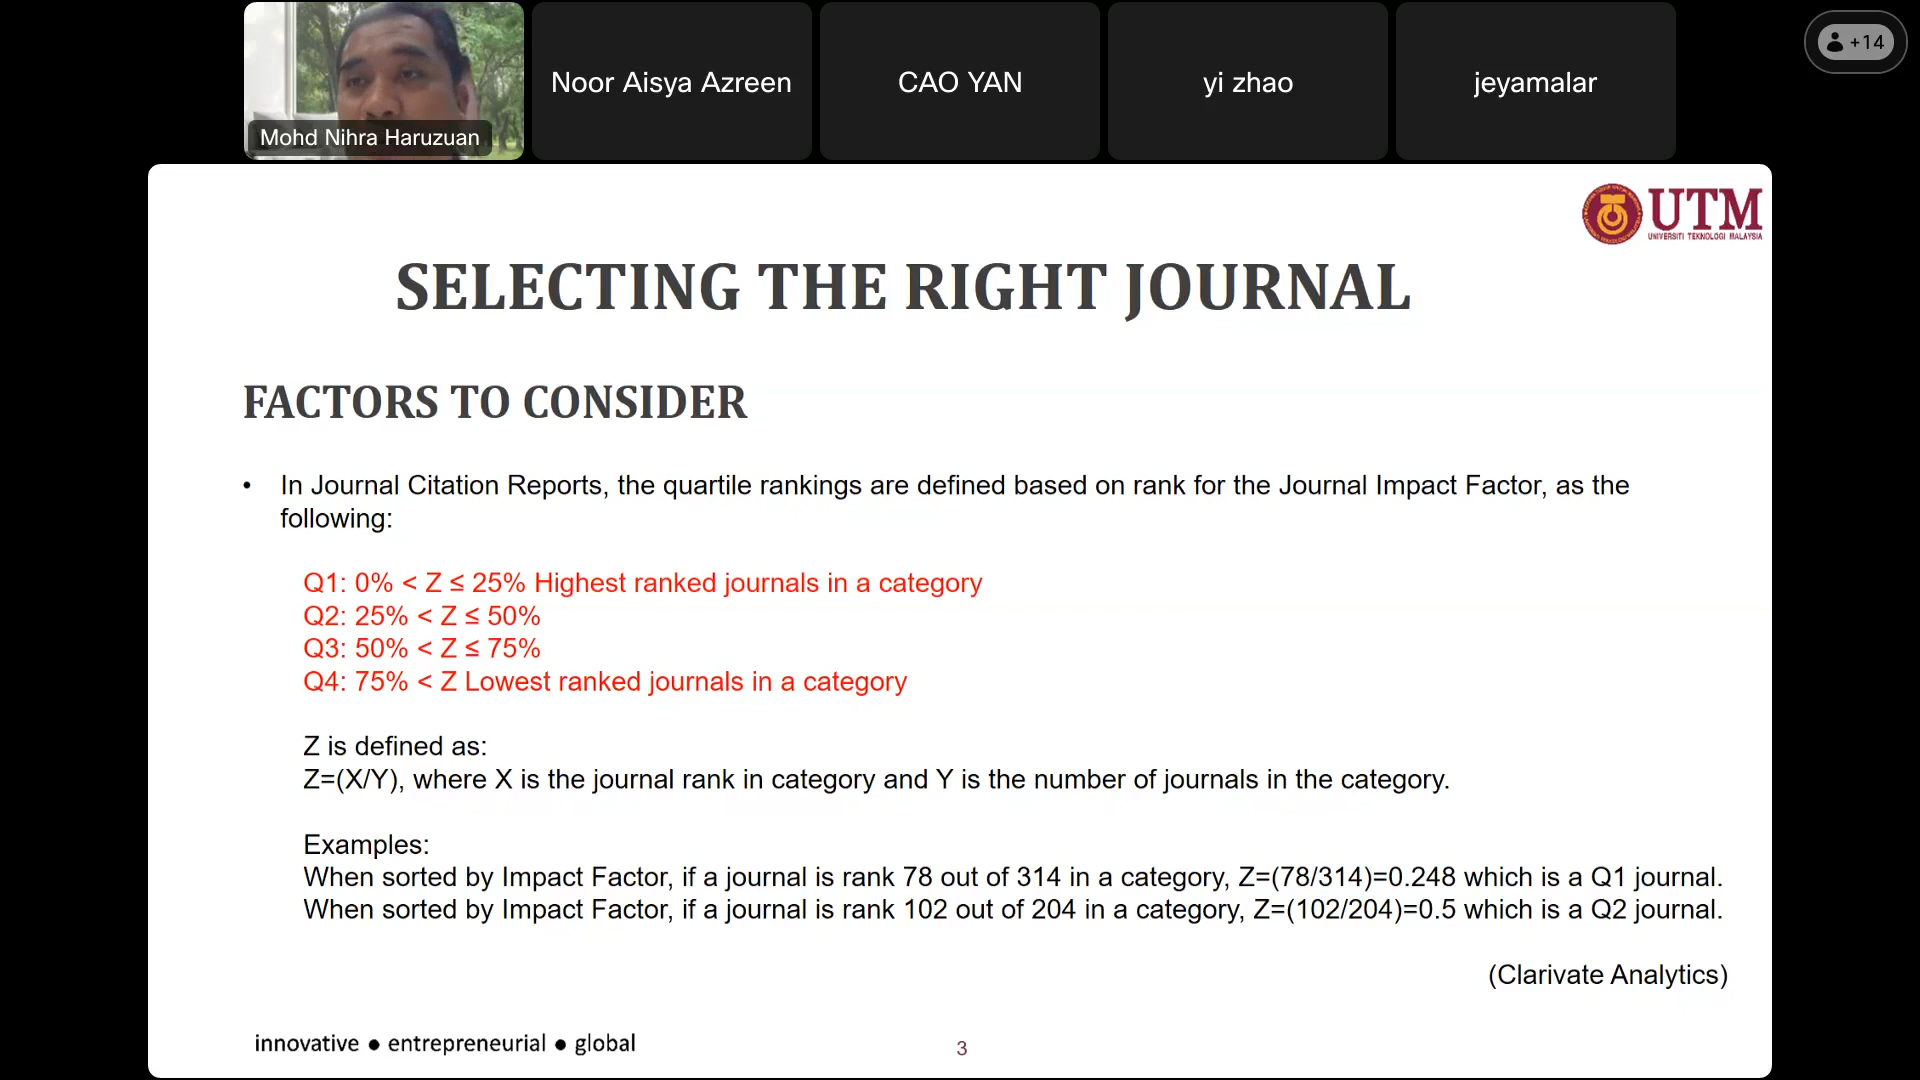 Mohd Nihra Haruzuan
Noor Aisya Azreen
CAO YAN
yi zhao
jeyamalar
+14
UTM
UNIVERSITI TEKNOLOGI MALAYSIA
SELECTING THE RIGHT JOURNAL
FACTORS TO CONSIDER
• In Journal Citation Reports, the quartile rankings are defined based on rank for the Journal Impact Factor, as the
following:
Q1: 0% < Z ≤ 25% Highest ranked journals in a category
Q2: 25% < Z ≤ 50%
Q3: 50% < Z ≤ 75%
Q4: 75% < Z Lowest ranked journals in a category
Z is defined as:
Z=(X/Y), where X is the journal rank in category and Y is the number of journals in the category.
Examples:
When sorted by Impact Factor, if a journal is rank 78 out of 314 in a category, Z=(78/314)=0.248 which is a Q1 journal.
When sorted by Impact Factor, if a journal is rank 102 out of 204 in a category, Z=(102/204)=0.5 which is a Q2 journal.
(Clarivate Analytics)
innovative ● entrepreneurial ● global
3